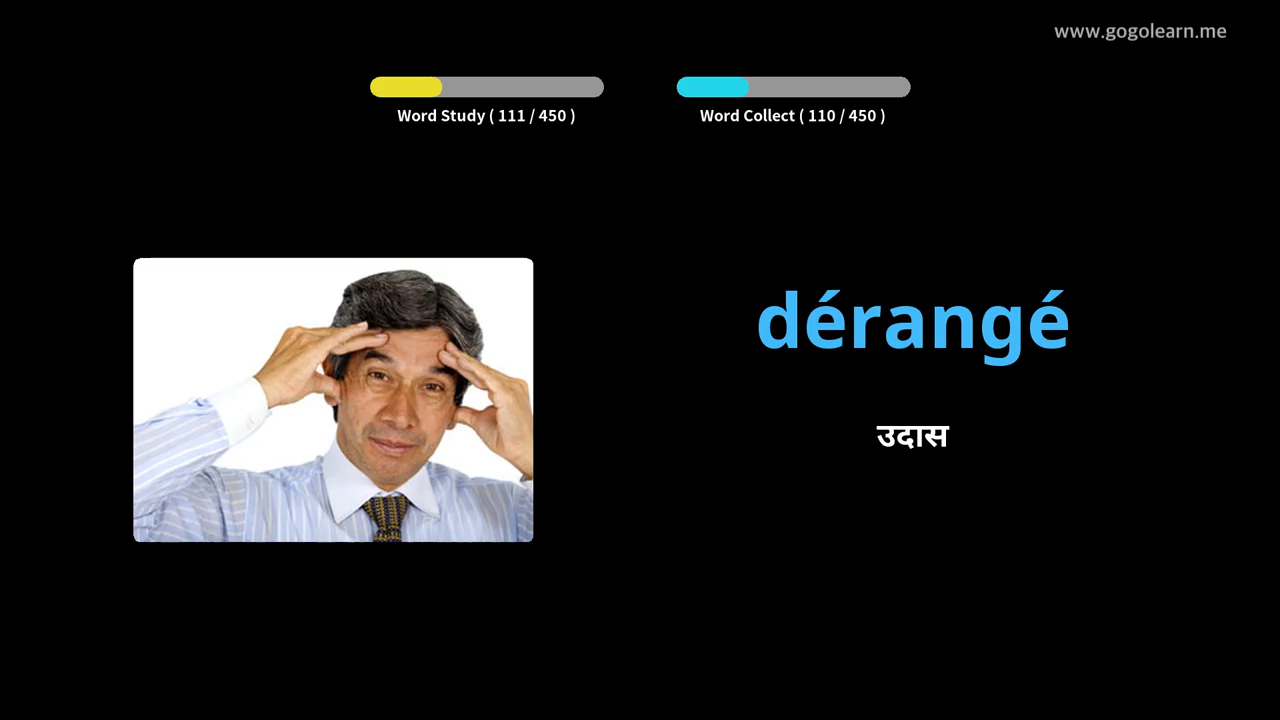 www.gogolearn.me
Word Study ( 111 / 450 )
Word Collect ( 110 / 450 )
dérangé
उदास